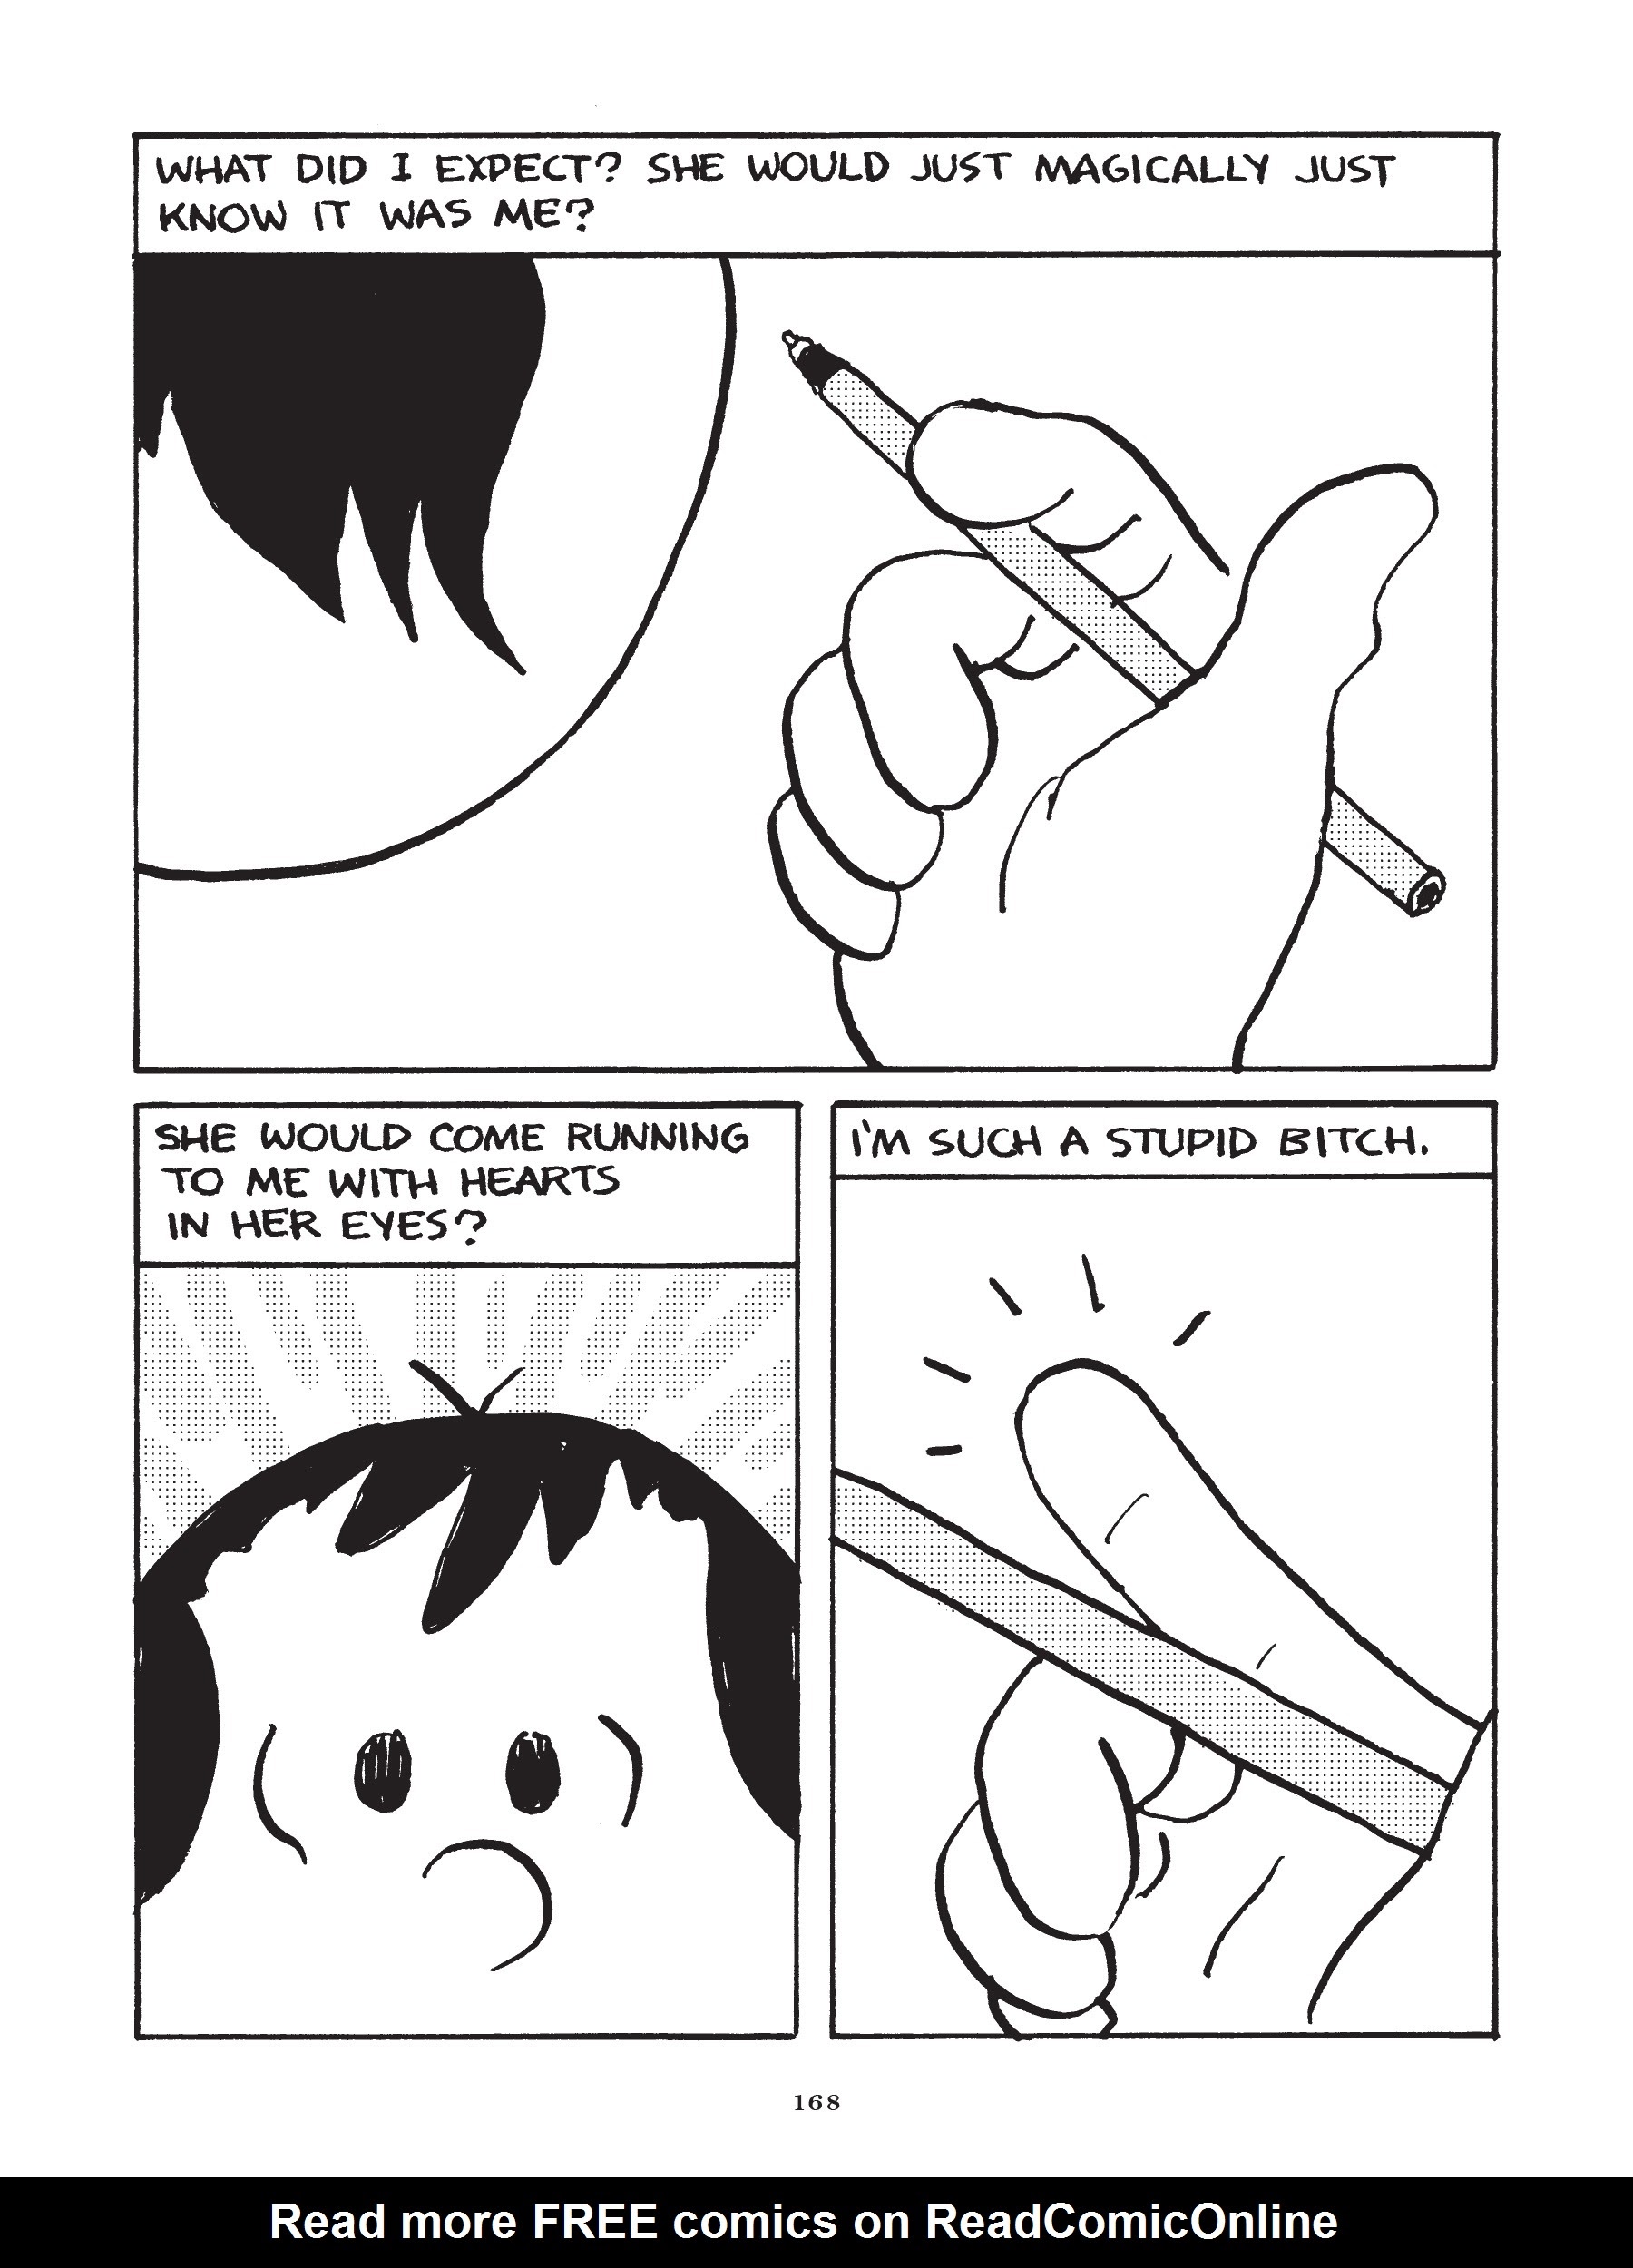 WHAT DID I EXPECT? SHE WOULD JUST MAGICALLY JUST
KNOW IT WAS ME?
SHE WOULD COME RUNNING
TO ME WITH HEARTS
IN HER EYES?
I'M SUCH A STUPID BITCH.
168
Read more FREE comics on ReadComicOnline